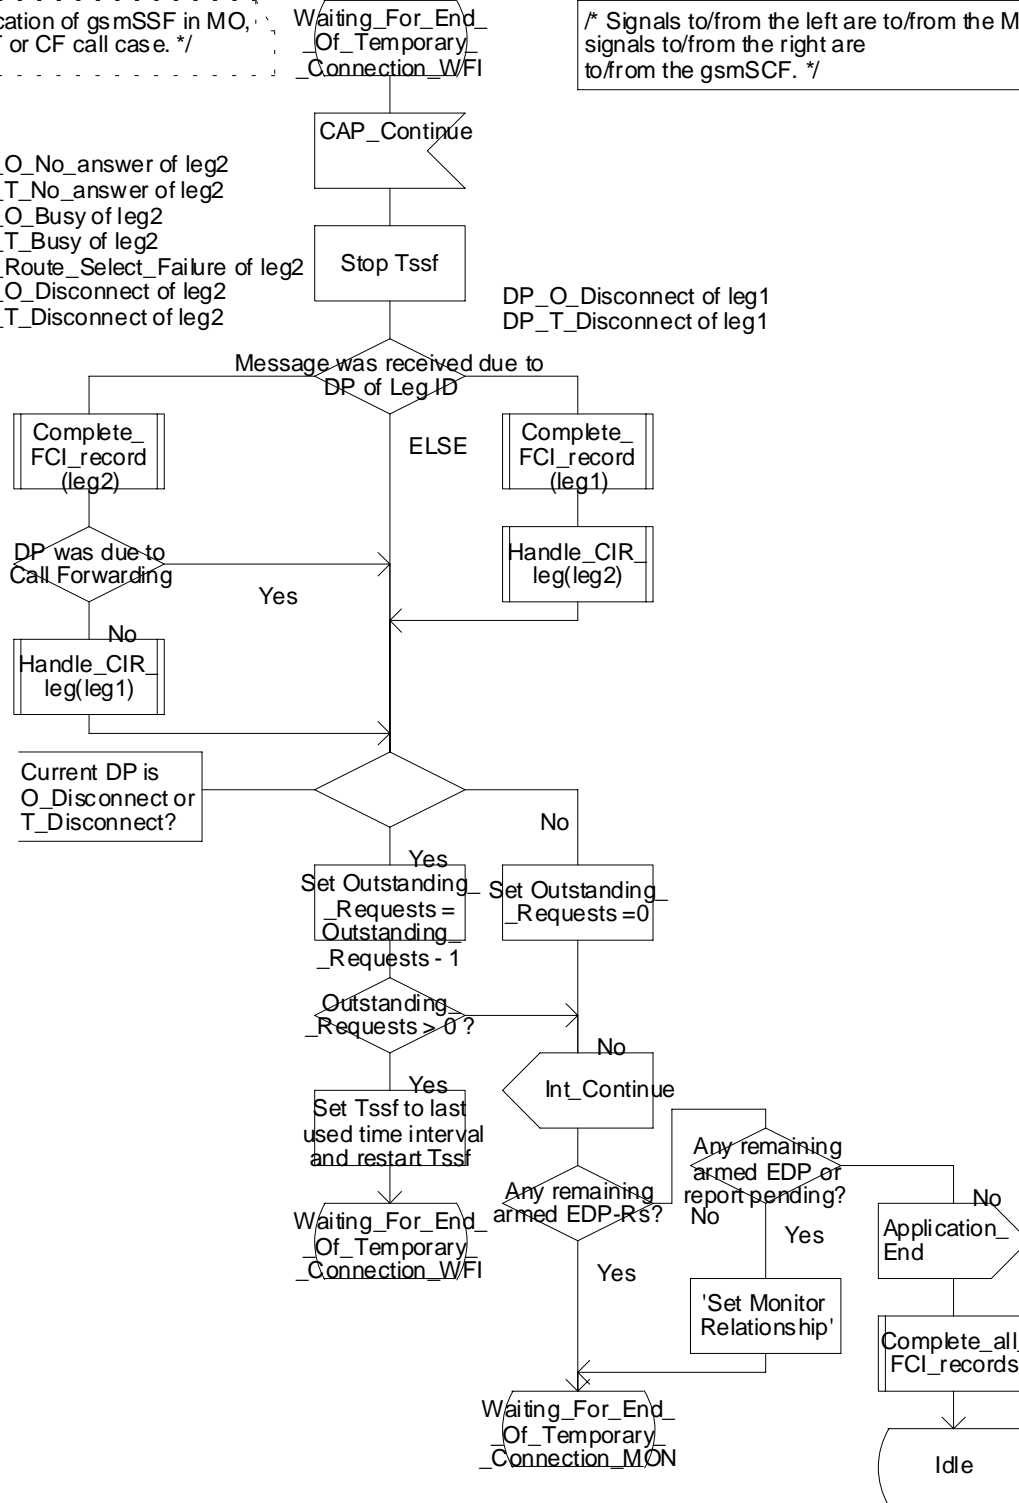 cation of gsmSSF in MO,
or CF call case. */
Waiting_For_End_
_Of_Temporary_
_Connection_WFI
/* Signals to/from the left are to/from the M
signals to/from the right are
to/from the gsmSCF. */
CAP_Continue
_O_No_answer of leg2
_T_No_answer of leg2
_O_Busy of leg2
_T_Busy of leg2
_Route_Select_Failure of leg2
_O_Disconnect of leg2
_T_Disconnect of leg2
Stop Tssf
DP_O_Disconnect of leg1
DP_T_Disconnect of leg1
Message was received due to
DP of Leg ID
Complete_
FCI_record
(leg2)
ELSE
Complete_
FCI_record
(leg1)
DP was due to
Call Forwarding
Yes
Handle_CIR_
leg(leg2)
No
Handle_CIR_
leg(leg1)
Current DP is
O_Disconnect or
T_Disconnect?
No
Yes
Set Outstanding_
_Requests =
Outstanding_
_Requests - 1
Set Outstanding_
_Requests =0
Outstanding_
_Requests > 0 ?
No
Yes
Int_Continue
Set Tssf to last
used time interval
and restart Tssf
Any remaining
armed EDP or
report pending?
Any remaining
armed EDP-Rs?
No
No
Yes
Waiting_For_End_
_Of_Temporary_
_Connection_WFI
Application_
End
Yes
'Set Monitor
Relationship'
Complete_all_
FCI_records
Waiting_For_End_
_Of_Temporary_
_Connection_MON
Idle